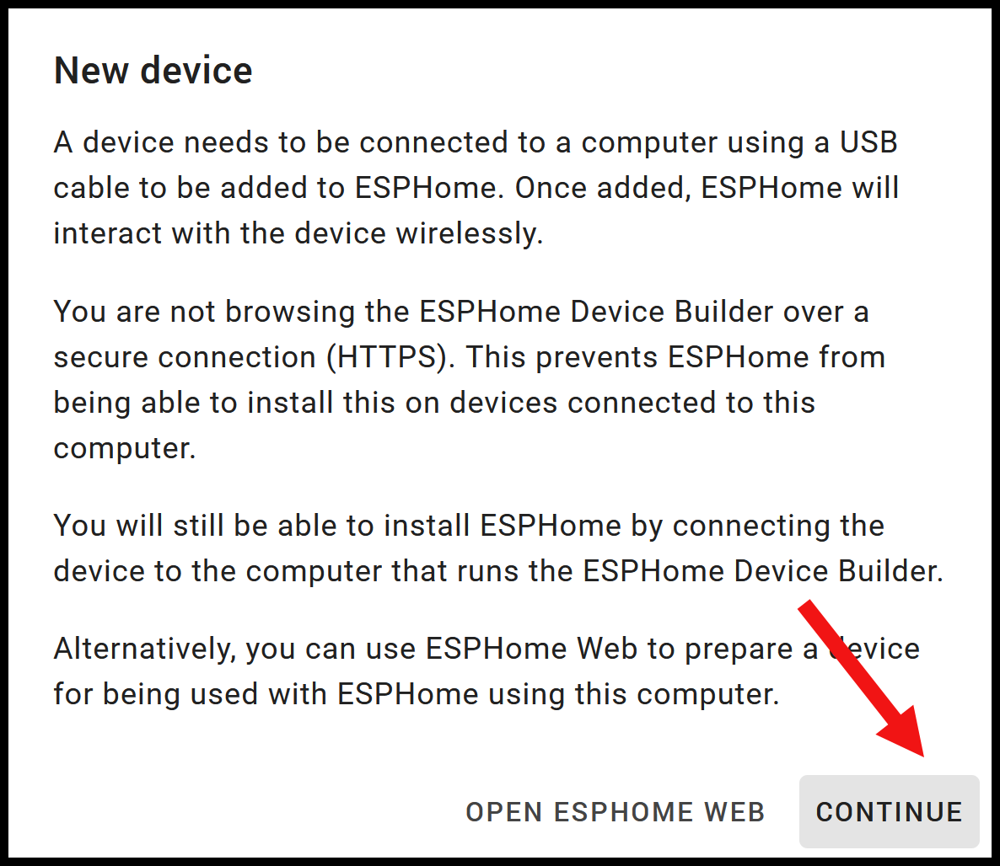 New device
A device needs to be connected to a computer using a USB
cable to be added to ESPHome. Once added, ESPHome will
interact with the device wirelessly.
You are not browsing the ESPHome Device Builder over a
secure connection (HTTPS). This prevents ESPHome from
being able to install this on devices connected to this
computer.
You will still be able to install ESPHome by connecting the
device to the computer that runs the ESPHome Device Builder.
Alternatively, you can use ESPHome Web to prepare a device
for being used with ESPHome using this computer.
OPEN ESPHOME WEB CONTINUE